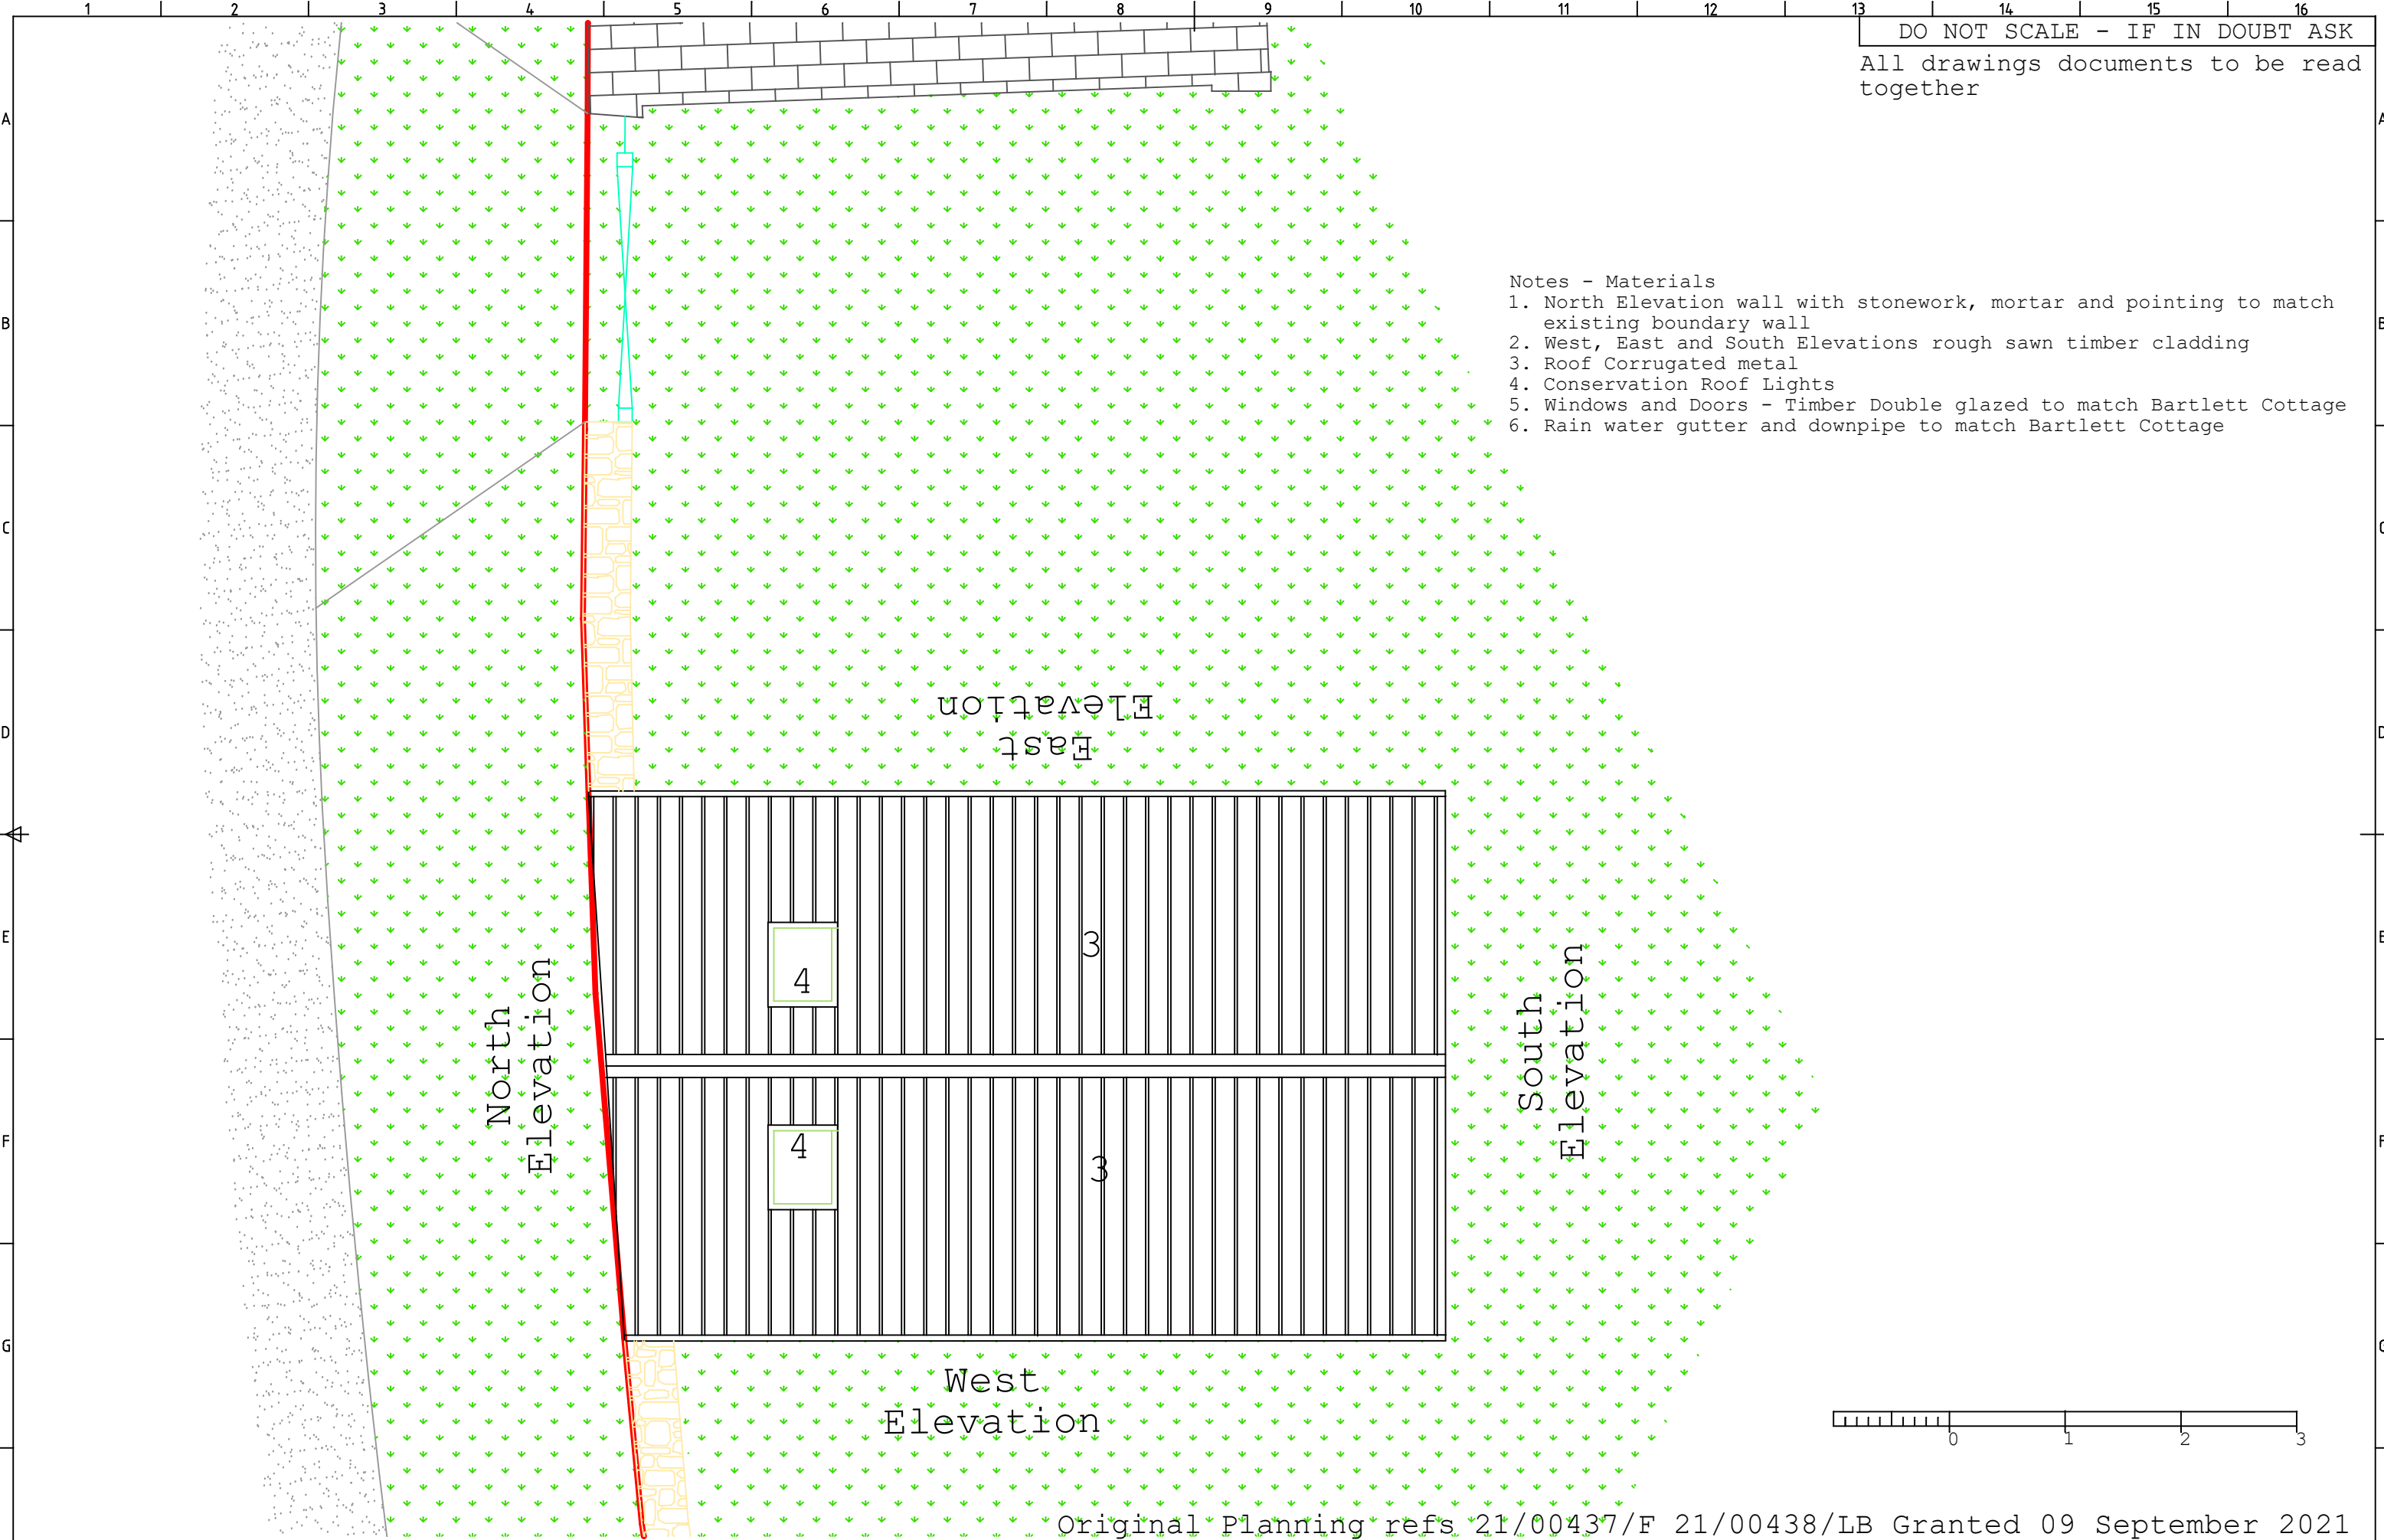 1 2 3 4 5 6 7 8 9 10 11 12 13 14 15 16
DO NOT SCALE - IF IN DOUBT ASK
All drawings documents to be read
together
A A
Notes - Materials
1. North Elevation wall with stonework, mortar and pointing to match
existing boundary wall
2. West, East and South Elevations rough sawn timber cladding
3. Roof Corrugated metal
4. Conservation Roof Lights
5. Windows and Doors - Timber Double glazed to match Bartlett Cottage
6. Rain water gutter and downpipe to match Bartlett Cottage
B B
C C
D D
East
Elevation
E E
3
4
North
Elevation
South
Elevation
F F
4
3
G G
West
Elevation
0 1 2 3
Original Planning refs 21/00437/F 21/00438/LB Granted 09 September 2021